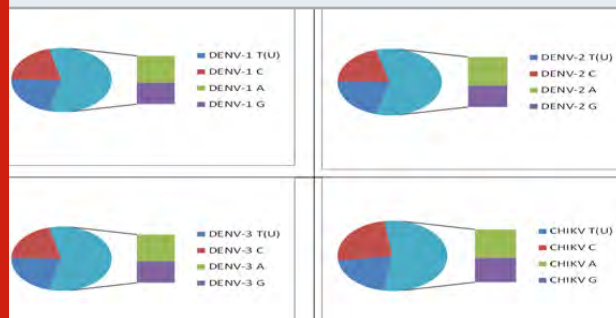 DENV-1 T(U)
DENV-1 C
DENV-1 A
DENV-1 G
DENV-2 T(U)
DENV-2 C
DENV-2 A
DENV-2 G
DENV-3 T(U)
DENV-3 C
DENV-3 A
DENV-3 G
CHIKV T(U)
CHIKV C
CHIKV A
CHIKV G